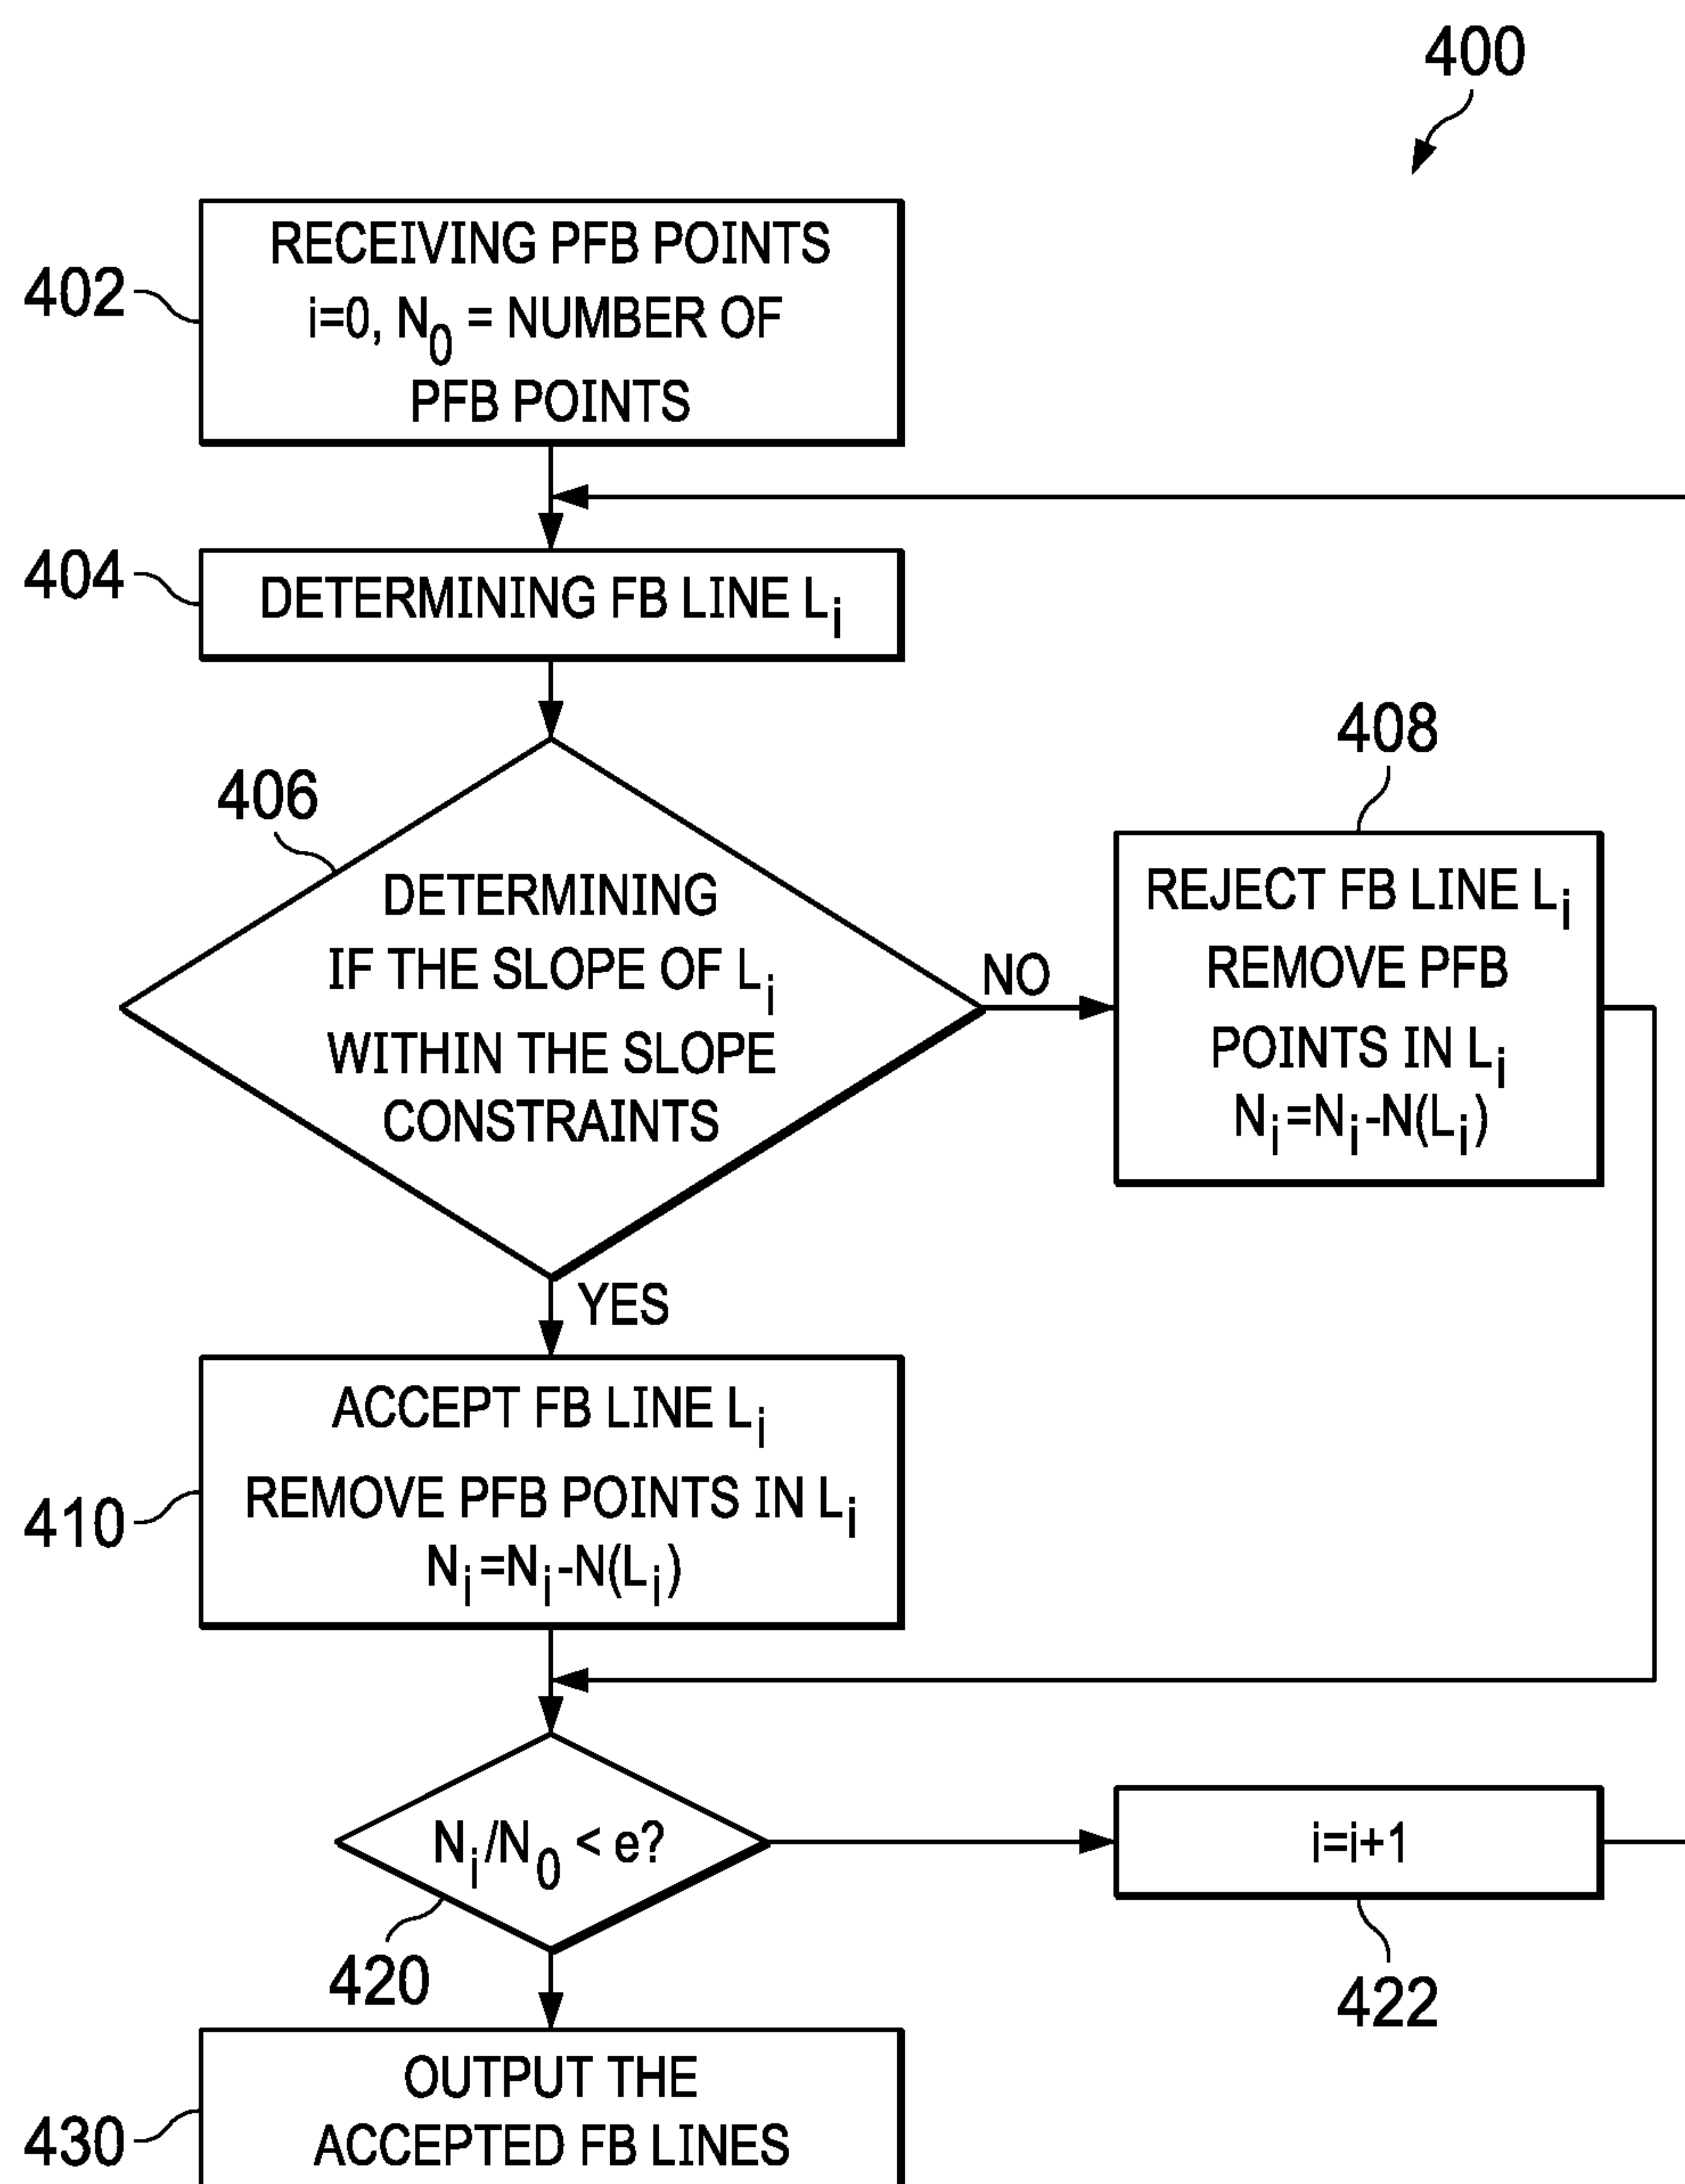 400
402
RECEIVING PFB POINTS
i=0, N0 = NUMBER OF
PFB POINTS
404
DETERMINING FB LINE Li
406
DETERMINING
IF THE SLOPE OF Li
WITHIN THE SLOPE
CONSTRAINTS
NO
408
REJECT FB LINE Li
REMOVE PFB
POINTS IN Li
Ni=Ni-N(Li)
YES
410
ACCEPT FB LINE Li
REMOVE PFB POINTS IN Li
Ni=Ni-N(Li)
Ni/N0 < e?
420
i=i+1
422
430
OUTPUT THE
ACCEPTED FB LINES